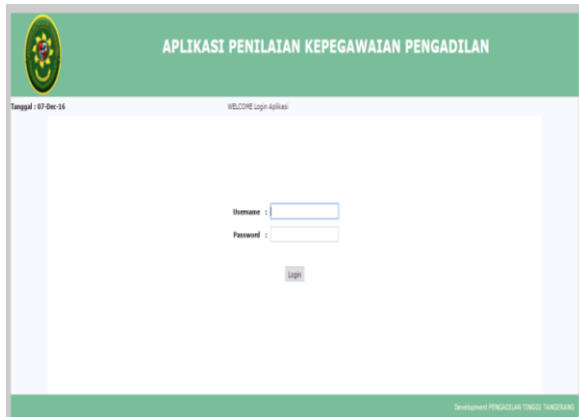 APLIKASI PENILAIAN KEPEGAWAIAN PENGADILAN
Tanggal : 07-Dec-16
WELCOME Login Aplikasi
Username :
Password :
Login
Development PENGADILAN TINGGI TANGERANG